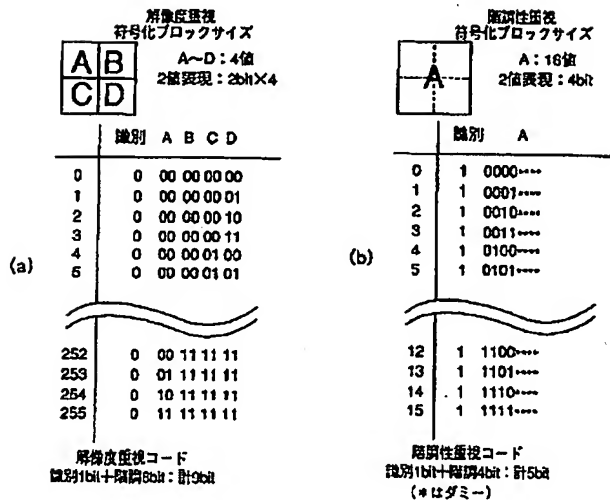 解像度重視
符号化ブロックサイズ
A B
C D
A～D：4値
2値表現：2bit×4
識別 A B C D
0 0 00 00 00 00
1 0 00 00 00 01
2 0 00 00 00 10
3 0 00 00 00 11
4 0 00 00 01 00
5 0 00 00 01 01
(a)
252 0 00 11 11 11
253 0 01 11 11 11
254 0 10 11 11 11
255 0 11 11 11 11
解像度重視コード
識別1bit＋階調8bit：計9bit
階調性重視
符号化ブロックサイズ
A
A：16値
2値表現：4bit
識別 A
0 1 0000****
1 1 0001****
2 1 0010****
3 1 0011****
4 1 0100****
5 1 0101****
(b)
12 1 1100****
13 1 1101****
14 1 1110****
15 1 1111****
階調性重視コード
識別1bit＋階調4bit：計5bit
(＊はダミー)